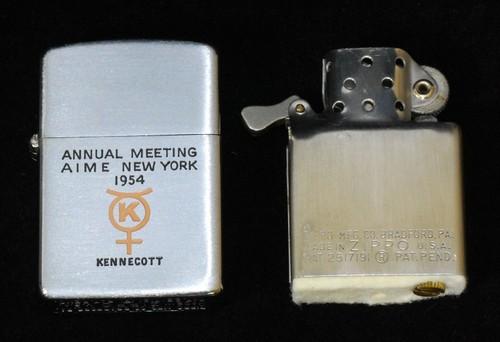 ANNUAL MEETING
AIME NEW YORK
1954
K
KENNECOTT
MFG. CO. BRADFORD, PA.
MADE IN ZIPPO U.S.A.
PAT. 2517191 ® PAT. PEND.